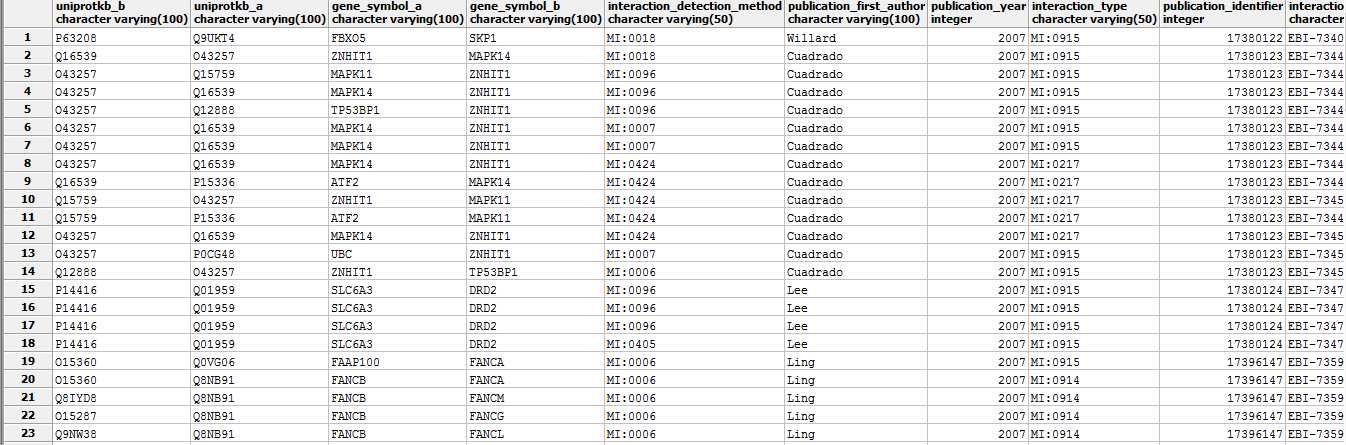 uniprotkb_b uniprotkb_a gene_symbol_a gene_symbol_b interaction_detection_method publication_first_author publication_year interaction_type publication_identifier interactio
character varying(100) character varying(100) character varying(100) character varying(100) character varying(50) character varying(100) integer character varying(50) integer character
1 P63208 Q9UKT4 FBXO5 SKP1 MI:0018 Willard 2007 MI:0915 17380122 EBI-7340
2 Q16539 O43257 ZNHIT1 MAPK14 MI:0018 Cuadrado 2007 MI:0915 17380123 EBI-7344
3 O43257 Q15759 MAPK11 ZNHIT1 MI:0096 Cuadrado 2007 MI:0915 17380123 EBI-7344
4 O43257 Q16539 MAPK14 ZNHIT1 MI:0096 Cuadrado 2007 MI:0915 17380123 EBI-7344
5 O43257 Q12888 TP53BP1 ZNHIT1 MI:0096 Cuadrado 2007 MI:0915 17380123 EBI-7344
6 O43257 Q16539 MAPK14 ZNHIT1 MI:0007 Cuadrado 2007 MI:0915 17380123 EBI-7344
7 O43257 Q16539 MAPK14 ZNHIT1 MI:0007 Cuadrado 2007 MI:0915 17380123 EBI-7344
8 O43257 Q16539 MAPK14 ZNHIT1 MI:0424 Cuadrado 2007 MI:0217 17380123 EBI-7344
9 Q16539 P15336 ATF2 MAPK14 MI:0424 Cuadrado 2007 MI:0217 17380123 EBI-7344
10 Q15759 O43257 ZNHIT1 MAPK11 MI:0424 Cuadrado 2007 MI:0217 17380123 EBI-7345
11 Q15759 P15336 ATF2 MAPK11 MI:0424 Cuadrado 2007 MI:0217 17380123 EBI-7344
12 O43257 Q16539 MAPK14 ZNHIT1 MI:0424 Cuadrado 2007 MI:0217 17380123 EBI-7345
13 O43257 P0CG48 UBC ZNHIT1 MI:0007 Cuadrado 2007 MI:0915 17380123 EBI-7345
14 Q12888 O43257 ZNHIT1 TP53BP1 MI:0006 Cuadrado 2007 MI:0915 17380123 EBI-7345
15 P14416 Q01959 SLC6A3 DRD2 MI:0096 Lee 2007 MI:0915 17380124 EBI-7347
16 P14416 Q01959 SLC6A3 DRD2 MI:0096 Lee 2007 MI:0915 17380124 EBI-7347
17 P14416 Q01959 SLC6A3 DRD2 MI:0096 Lee 2007 MI:0915 17380124 EBI-7347
18 P14416 Q01959 SLC6A3 DRD2 MI:0405 Lee 2007 MI:0915 17380124 EBI-7347
19 O15360 Q0VG06 FAAP100 FANCA MI:0006 Ling 2007 MI:0915 17396147 EBI-7359
20 O15360 Q8NB91 FANCB FANCA MI:0006 Ling 2007 MI:0914 17396147 EBI-7359
21 Q8IYD8 Q8NB91 FANCB FANCM MI:0006 Ling 2007 MI:0914 17396147 EBI-7359
22 O15287 Q8NB91 FANCB FANCG MI:0006 Ling 2007 MI:0914 17396147 EBI-7359
23 Q9NW38 Q8NB91 FANCB FANCL MI:0006 Ling 2007 MI:0914 17396147 EBI-7359